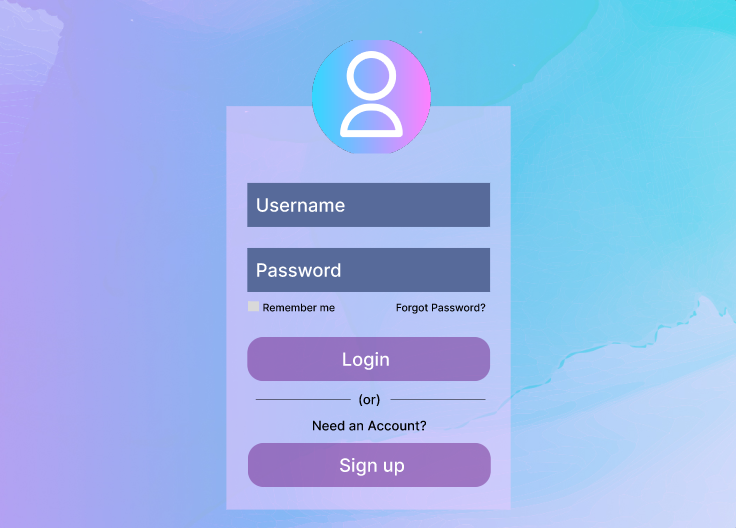 Username
Password
Remember me Forgot Password?
Login
(or)
Need an Account?
Sign up